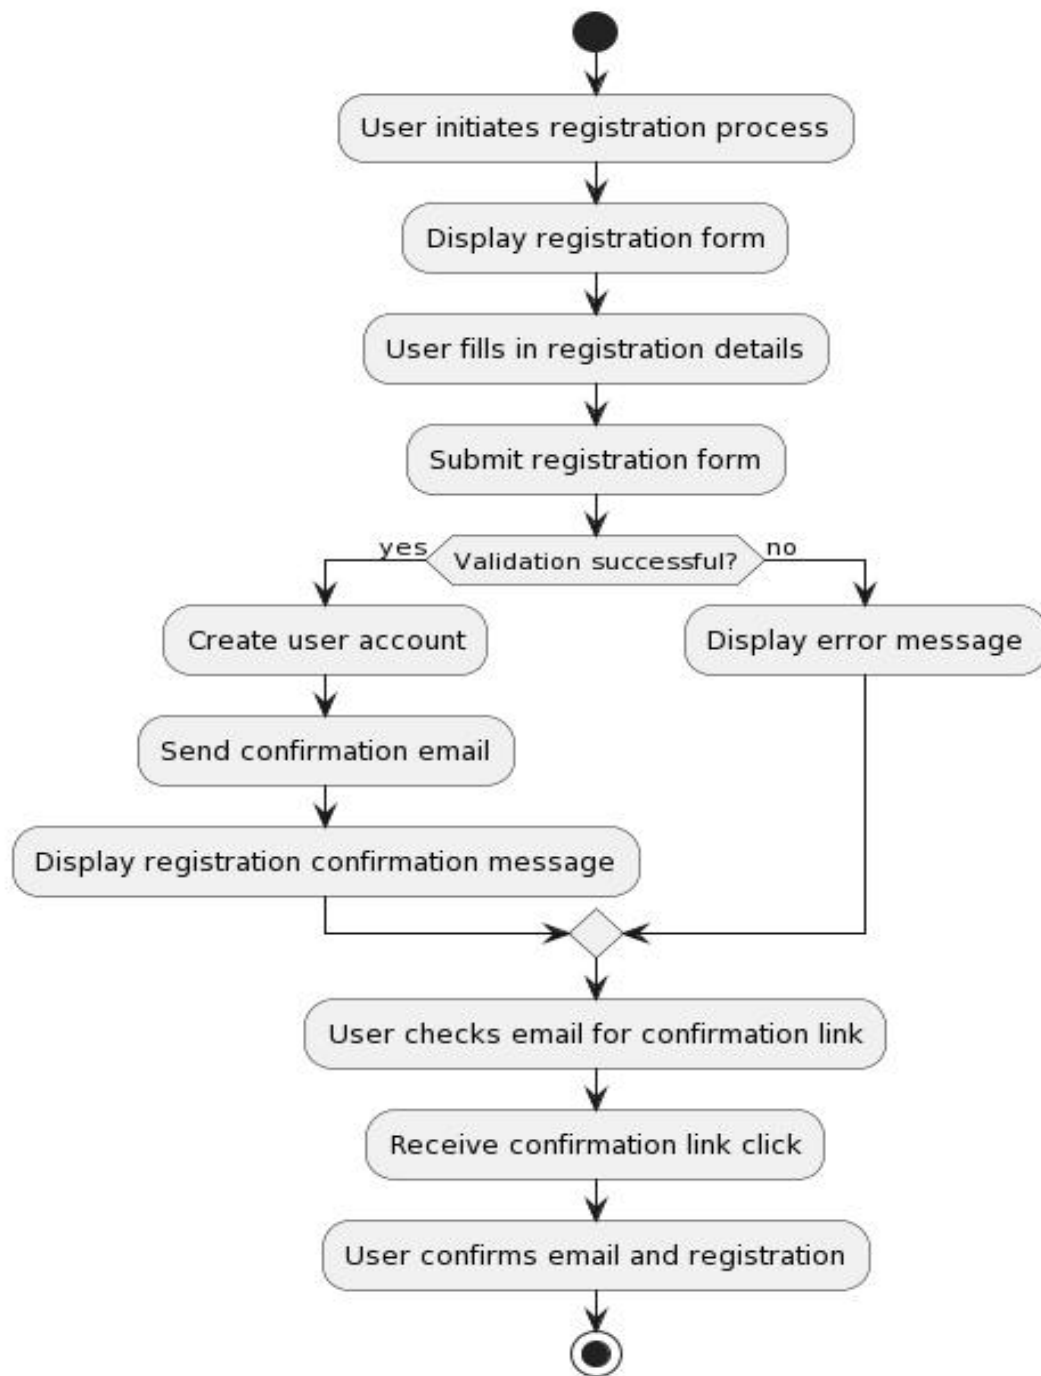 User initiates registration process
Display registration form
User fills in registration details
Submit registration form
yes
Validation successful?
no
Create user account
Display error message
Send confirmation email
Display registration confirmation message
User checks email for confirmation link
Receive confirmation link click
User confirms email and registration